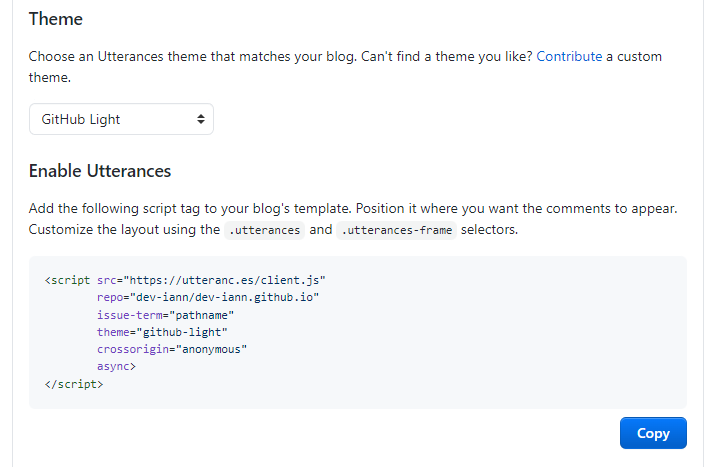 Theme
Choose an Utterances theme that matches your blog. Can't find a theme you like? Contribute a custom
theme.
GitHub Light
Enable Utterances
Add the following script tag to your blog's template. Position it where you want the comments to appear.
Customize the layout using the .utterances and .utterances-frame selectors.
<script src="https://utteranc.es/client.js"
        repo="dev-iann/dev-iann.github.io"
        issue-term="pathname"
        theme="github-light"
        crossorigin="anonymous"
        async>
</script>
Copy